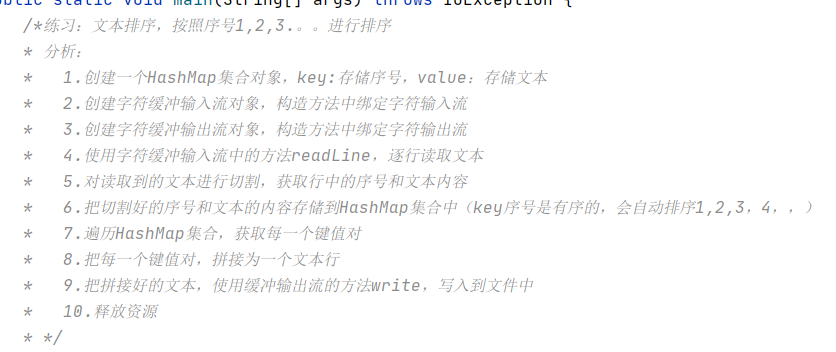 public static void main(String[] args) throws IOException {
/*练习：文本排序，按照序号1,2,3.。。进行排序
* 分析：
* 1.创建一个HashMap集合对象，key:存储序号，value：存储文本
* 2.创建字符缓冲输入流对象，构造方法中绑定字符输入流
* 3.创建字符缓冲输出流对象，构造方法中绑定字符输出流
* 4.使用字符缓冲输入流中的方法readLine，逐行读取文本
* 5.对读取到的文本进行切割，获取行中的序号和文本内容
* 6.把切割好的序号和文本的内容存储到HashMap集合中（key序号是有序的，会自动排序1,2,3，4，，）
* 7.遍历HashMap集合，获取每一个键值对
* 8.把每一个键值对，拼接为一个文本行
* 9.把拼接好的文本，使用缓冲输出流的方法write，写入到文件中
* 10.释放资源
* */